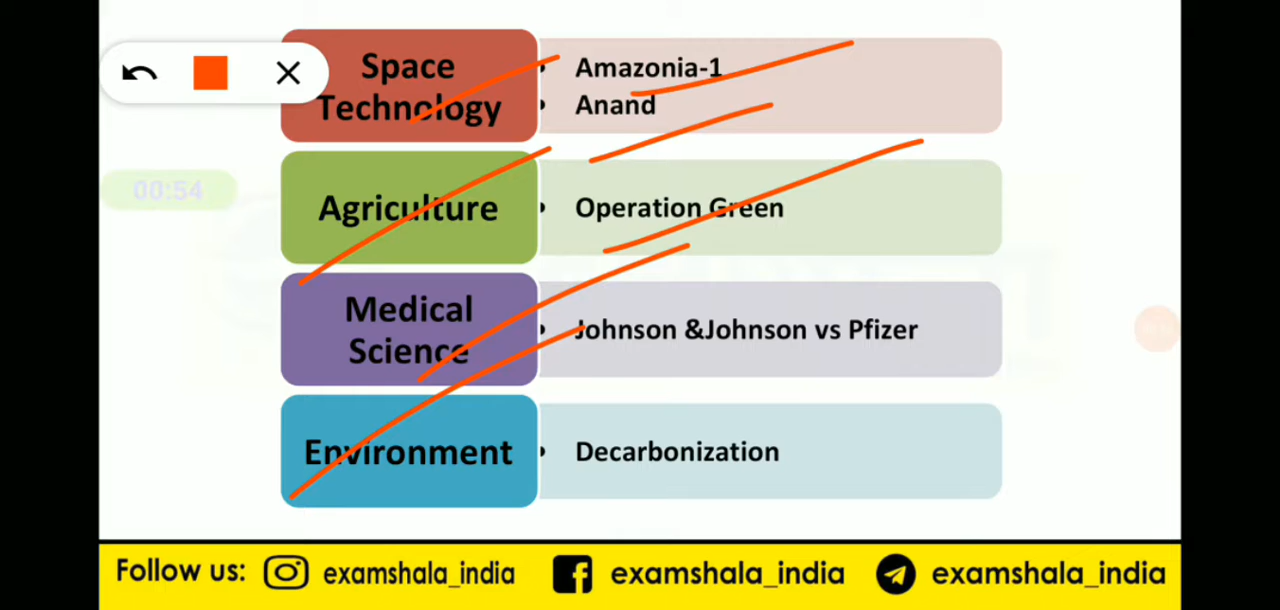 Space
Technology
• Amazonia-1
• Anand
00:54
Agriculture
• Operation Green
Medical
Science
• Johnson &Johnson vs Pfizer
Environment
• Decarbonization
Follow us: examshala_india examshala_india examshala_india